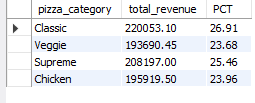 pizza_category total_revenue PCT
Classic 220053.10 26.91
Veggie 193690.45 23.68
Supreme 208197.00 25.46
Chicken 195919.50 23.96